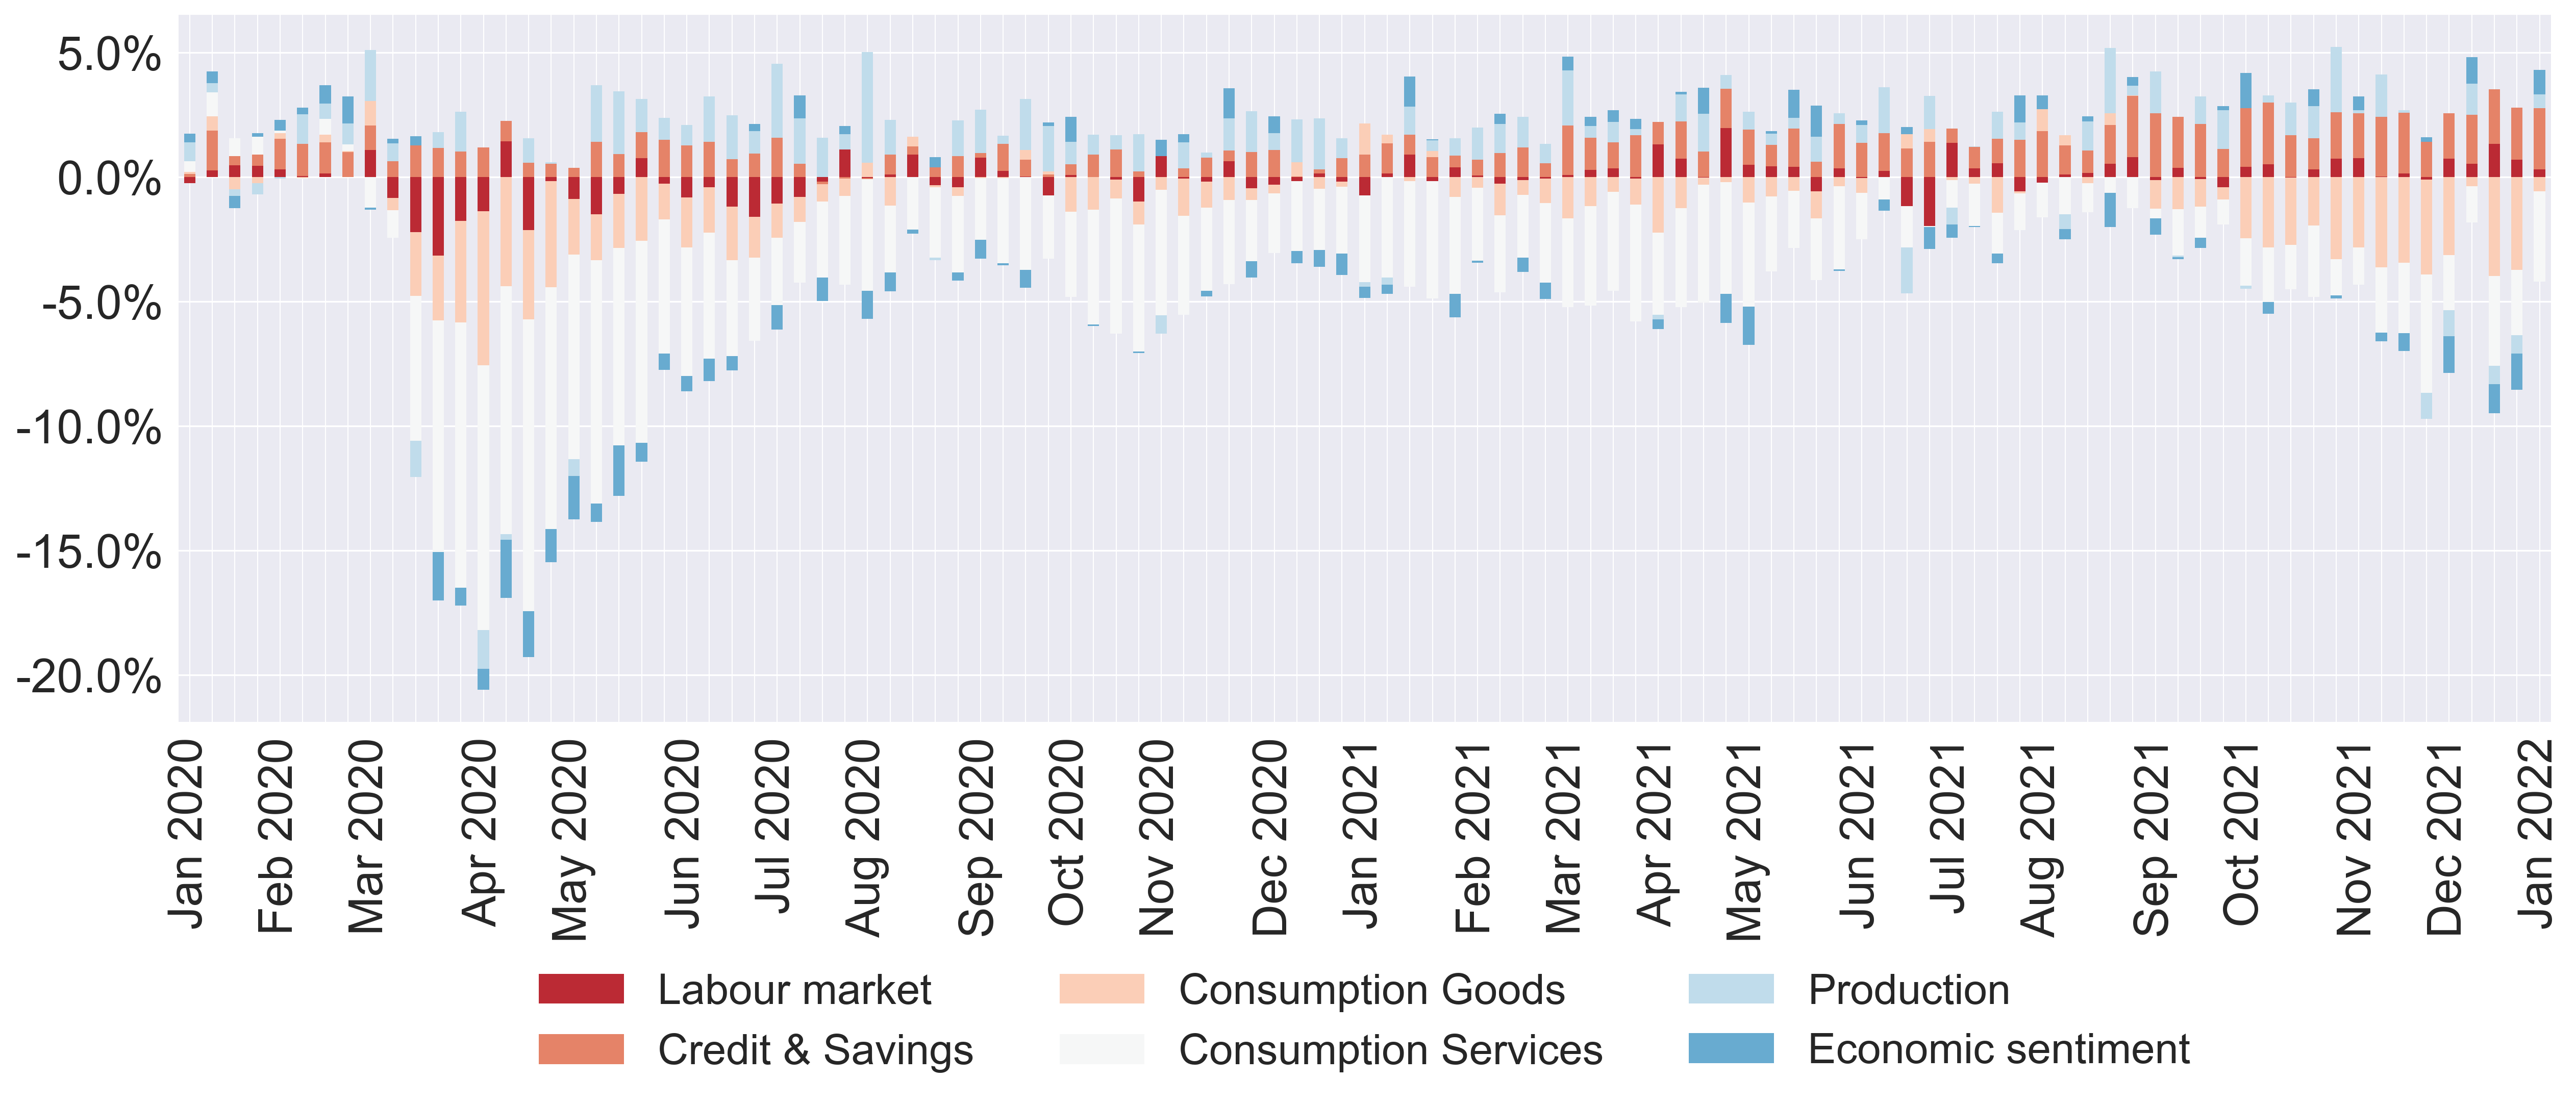 5.0%
0.0%
-5.0%
-10.0%
-15.0%
-20.0%
Jan 2020
Feb 2020
Mar 2020
Apr 2020
May 2020
Jun 2020
Jul 2020
Aug 2020
Sep 2020
Oct 2020
Nov 2020
Dec 2020
Jan 2021
Feb 2021
Mar 2021
Apr 2021
May 2021
Jun 2021
Jul 2021
Aug 2021
Sep 2021
Oct 2021
Nov 2021
Dec 2021
Jan 2022
Labour market
Credit & Savings
Consumption Goods
Consumption Services
Production
Economic sentiment